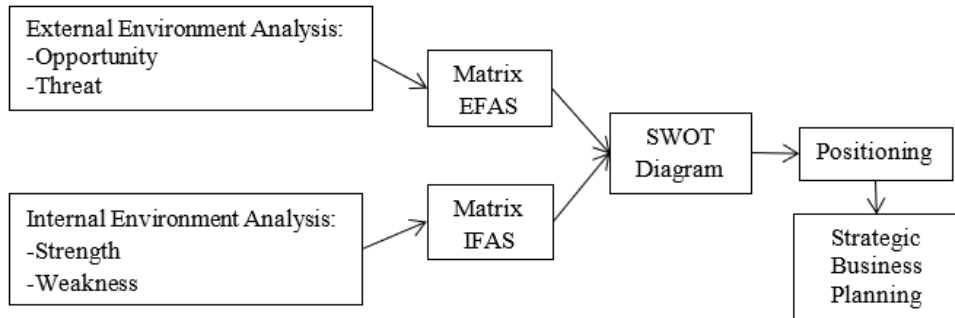 External Environment Analysis:
-Opportunity
-Threat
Matrix
EFAS
SWOT
Diagram
Positioning
Internal Environment Analysis:
-Strength
-Weakness
Matrix
IFAS
Strategic
Business
Planning